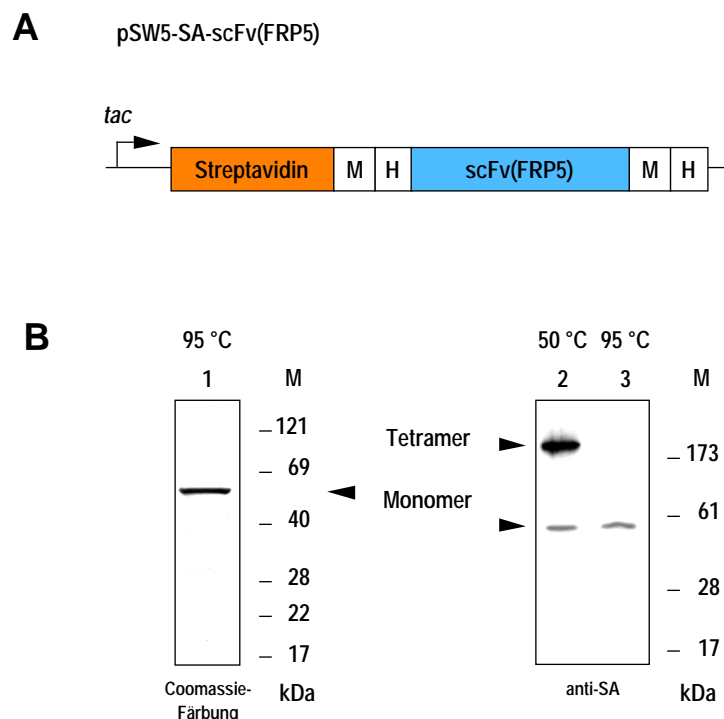 A
pSW5-SA-scFv(FRP5)
tac
Streptavidin M H scFv(FRP5) M H
B
95 °C
1 M
121
69
40
28
22
17
Coomassie-
Färbung
kDa
Tetramer
Monomer
50 °C 95 °C
2 3 M
173
61
28
17
anti-SA kDa